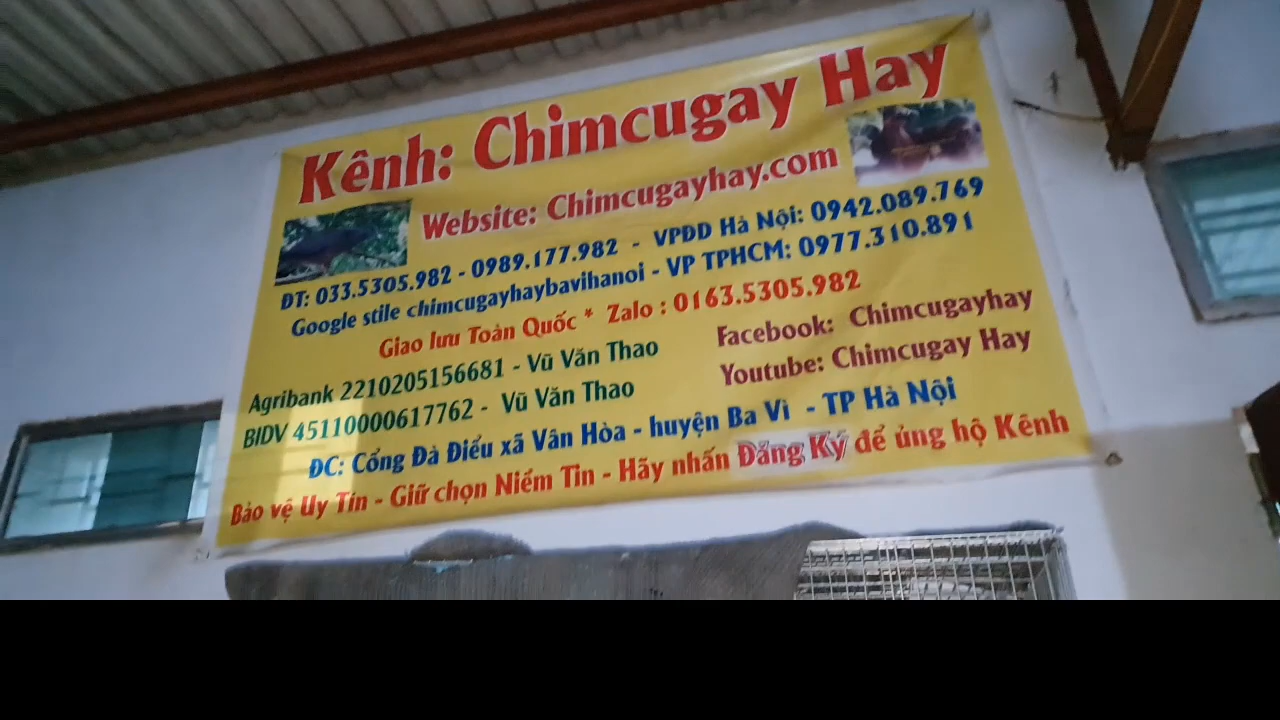 Kênh: Chimcugay Hay
Website: Chimcugayhay.com
ĐT: 033.5305.982 - 0989.177.982 - VPĐD Hà Nội: 0942.089.769
Google stile chimcugayhaybavihanoi - VP TPHCM: 0977.310.891
Giao lưu Toàn Quốc * Zalo : 0163.5305.982
Agribank 2210205156681 - Vũ Văn Thao
BIDV 45110000617762 - Vũ Văn Thao
Facebook: Chimcugayhay
Youtube: Chimcugay Hay
ĐC: Cổng Đà Điểu xã Vân Hòa - huyện Ba Vì - TP Hà Nội
Bảo vệ Uy Tín - Giữ chọn Niềm Tin - Hãy nhấn Đăng Ký để ủng hộ Kênh